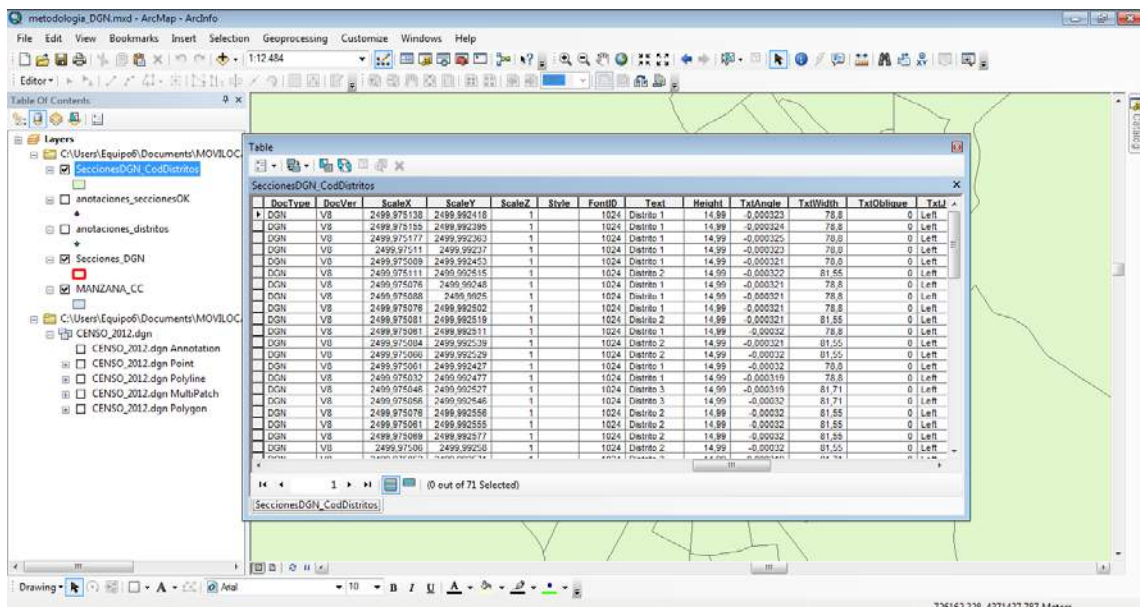 metodologia_DGN.mxd - ArcMap - ArcInfo
File Edit View Bookmarks Insert Selection Geoprocessing Customize Windows Help
1:12 484
Editor
Table Of Contents
Layers
C:\Users\Equipo6\Documents\MOVILOC
SeccionesDGN_CodDistritos
anotaciones_seccionesOK
anotaciones_distritos
Secciones_DGN
MANZANA_CC
C:\Users\Equipo6\Documents\MOVILOC
CENSO_2012.dgn
CENSO_2012.dgn Annotation
CENSO_2012.dgn Point
CENSO_2012.dgn Polyline
CENSO_2012.dgn MultiPatch
CENSO_2012.dgn Polygon
Catalog
Table
SeccionesDGN_CodDistritos
DocType DocVer ScaleX ScaleY ScaleZ Style FontID Text Height TxtAngle TxtWidth TxtOblique TxtJ
DGN V8 2499,975138 2499,992418 1 1024 Distrito 1 14,99 -0,000323 78,8 0 Left
DGN V8 2499,975155 2499,992395 1 1024 Distrito 1 14,99 -0,000324 78,8 0 Left
DGN V8 2499,975177 2499,992363 1 1024 Distrito 1 14,99 -0,000325 78,8 0 Left
DGN V8 2499,97511 2499,99237 1 1024 Distrito 1 14,99 -0,000323 78,8 0 Left
DGN V8 2499,975089 2499,992453 1 1024 Distrito 1 14,99 -0,000321 78,8 0 Left
DGN V8 2499,975111 2499,992515 1 1024 Distrito 2 14,99 -0,000322 81,55 0 Left
DGN V8 2499,975076 2499,99248 1 1024 Distrito 1 14,99 -0,000321 78,8 0 Left
DGN V8 2499,975088 2499,9925 1 1024 Distrito 1 14,99 -0,000321 78,8 0 Left
DGN V8 2499,975076 2499,992502 1 1024 Distrito 1 14,99 -0,000321 78,8 0 Left
DGN V8 2499,975081 2499,992519 1 1024 Distrito 2 14,99 -0,000321 81,55 0 Left
DGN V8 2499,975061 2499,992511 1 1024 Distrito 1 14,99 -0,00032 78,8 0 Left
DGN V8 2499,975084 2499,992539 1 1024 Distrito 2 14,99 -0,000321 81,55 0 Left
DGN V8 2499,975066 2499,992529 1 1024 Distrito 2 14,99 -0,00032 81,55 0 Left
DGN V8 2499,975061 2499,992427 1 1024 Distrito 1 14,99 -0,00032 78,8 0 Left
DGN V8 2499,975032 2499,992477 1 1024 Distrito 1 14,99 -0,000319 78,8 0 Left
DGN V8 2499,975046 2499,992527 1 1024 Distrito 3 14,99 -0,000319 81,71 0 Left
DGN V8 2499,975056 2499,992546 1 1024 Distrito 3 14,99 -0,00032 81,71 0 Left
DGN V8 2499,975076 2499,992556 1 1024 Distrito 2 14,99 -0,00032 81,55 0 Left
DGN V8 2499,975061 2499,992555 1 1024 Distrito 2 14,99 -0,00032 81,55 0 Left
DGN V8 2499,975069 2499,992577 1 1024 Distrito 2 14,99 -0,00032 81,55 0 Left
DGN V8 2499,97506 2499,99258 1 1024 Distrito 2 14,99 -0,00032 81,55 0 Left
1 (0 out of 71 Selected)
SeccionesDGN_CodDistritos
Drawing A Arial 10 B I U A